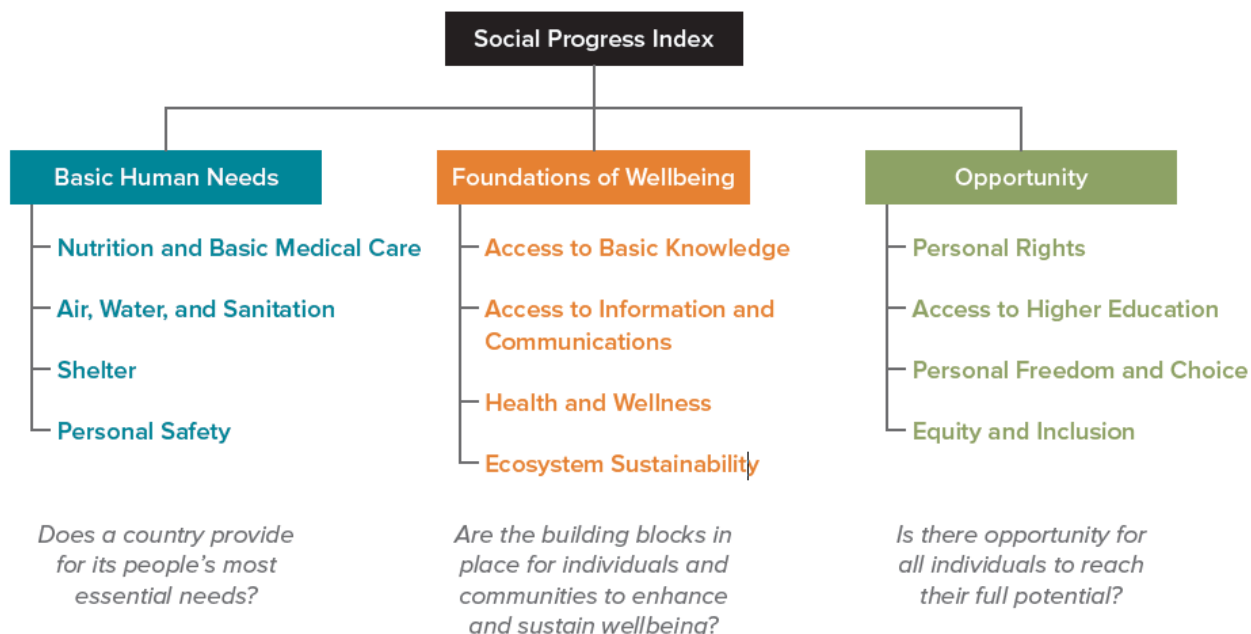 Social Progress Index
Basic Human Needs
Nutrition and Basic Medical Care
Air, Water, and Sanitation
Shelter
Personal Safety
Does a country provide
for its people's most
essential needs?
Foundations of Wellbeing
Access to Basic Knowledge
Access to Information and
Communications
Health and Wellness
Ecosystem Sustainability
Are the building blocks in
place for individuals and
communities to enhance
and sustain wellbeing?
Opportunity
Personal Rights
Access to Higher Education
Personal Freedom and Choice
Equity and Inclusion
Is there opportunity for
all individuals to reach
their full potential?